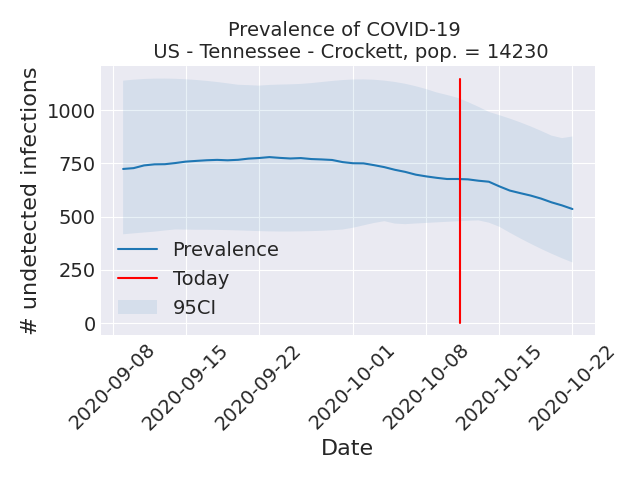 Prevalence of COVID-19
US - Tennessee - Crockett, pop. = 14230
# undetected infections
1000
750
500
250
0
Prevalence
Today
95CI
2020-09-08
2020-09-15
2020-09-22
2020-10-01
2020-10-08
2020-10-15
2020-10-22
Date